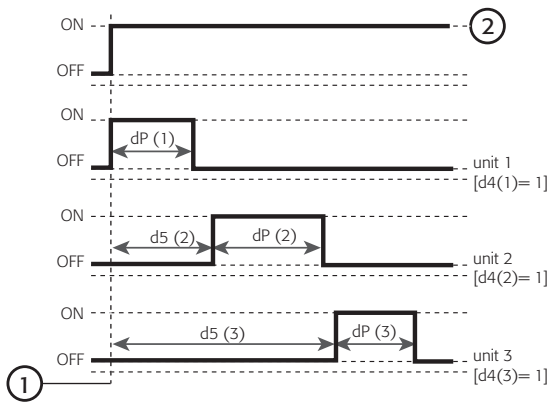 ON
2
OFF
ON
dP (1)
OFF
unit 1
[d4(1)= 1]
ON
d5 (2)
dP (2)
OFF
unit 2
[d4(2)= 1]
ON
d5 (3)
dP (3)
OFF
unit 3
[d4(3)= 1]
1